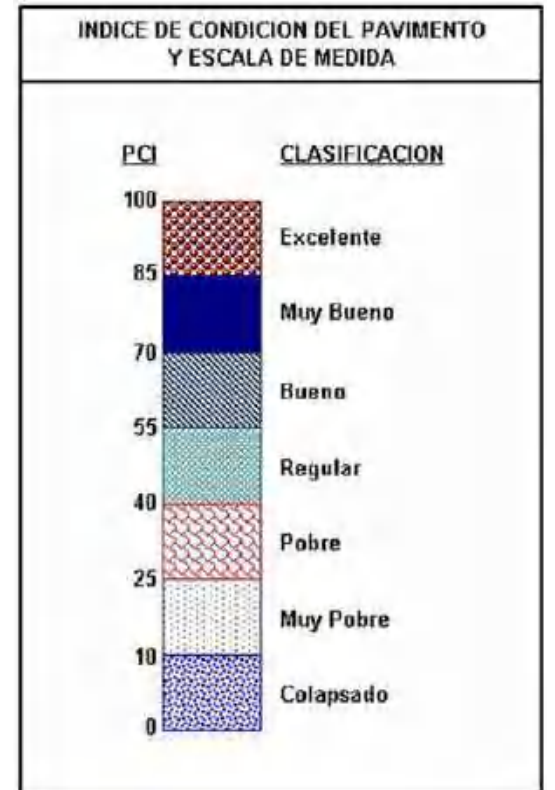 INDICE DE CONDICION DEL PAVIMENTO
Y ESCALA DE MEDIDA
PCI CLASIFICACION
100
Excelente
85
Muy Bueno
70
Bueno
55
Regular
40
Pobre
25
Muy Pobre
10
Colapsado
0